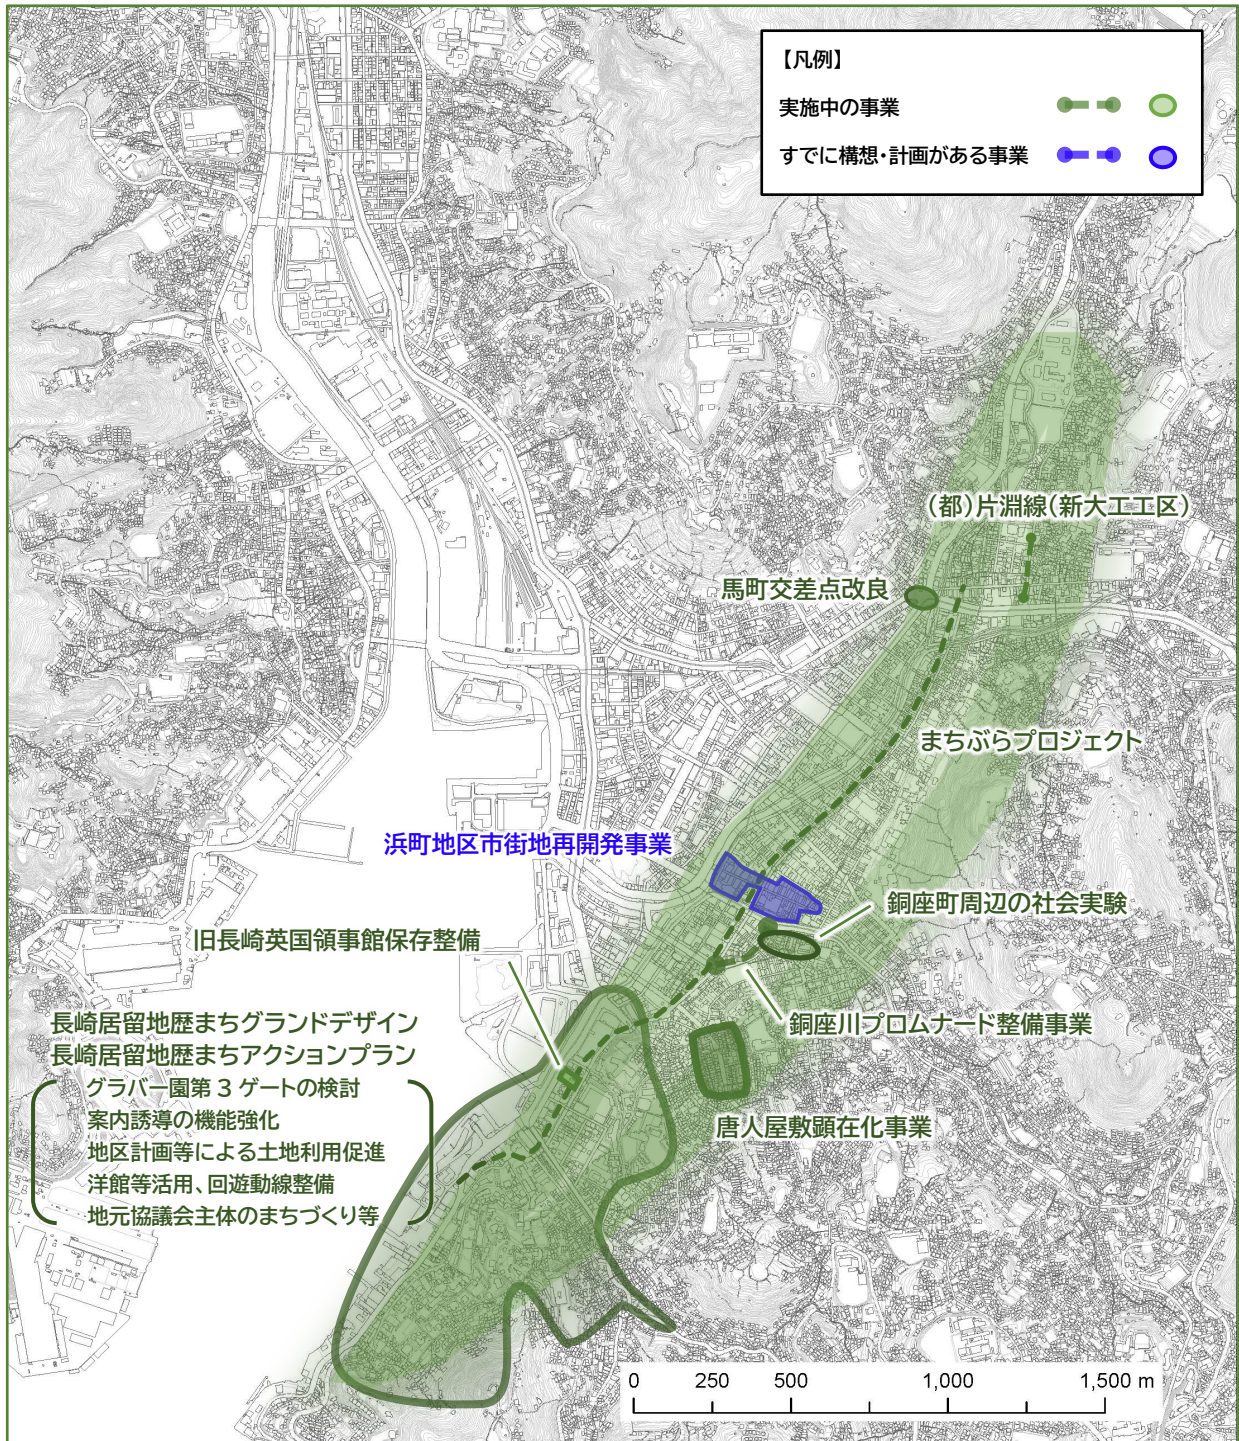 【凡例】
実施中の事業
すでに構想・計画がある事業
（都）片淵線（新大工工区）
馬町交差点改良
まちぶらプロジェクト
浜町地区市街地再開発事業
銅座町周辺の社会実験
旧長崎英国領事館保存整備
銅座川プロムナード整備事業
長崎居留地歴まちグランドデザイン
長崎居留地歴まちアクションプラン
グラバー園第３ゲートの検討
案内誘導の機能強化
地区計画等による土地利用促進
洋館等活用、回遊動線整備
地元協議会主体のまちづくり等
唐人屋敷顕在化事業
0 250 500 1,000 1,500 m